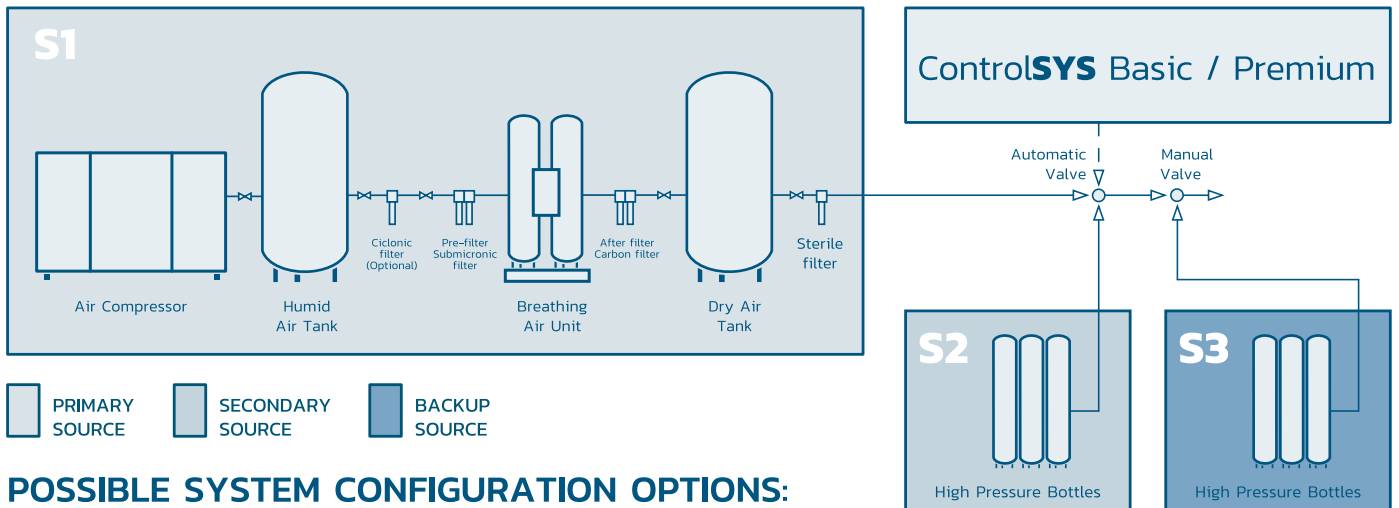 S1
Air Compressor
Humid
Air Tank
Ciclonic
filter
(Optional)
Pre-filter
Submicronic
filter
Breathing
Air Unit
After filter
Carbon filter
Dry Air
Tank
Sterile
filter
ControlSYS Basic / Premium
Automatic
Valve
Manual
Valve
S2
High Pressure Bottles
S3
High Pressure Bottles
PRIMARY
SOURCE
SECONDARY
SOURCE
BACKUP
SOURCE
POSSIBLE SYSTEM CONFIGURATION OPTIONS: